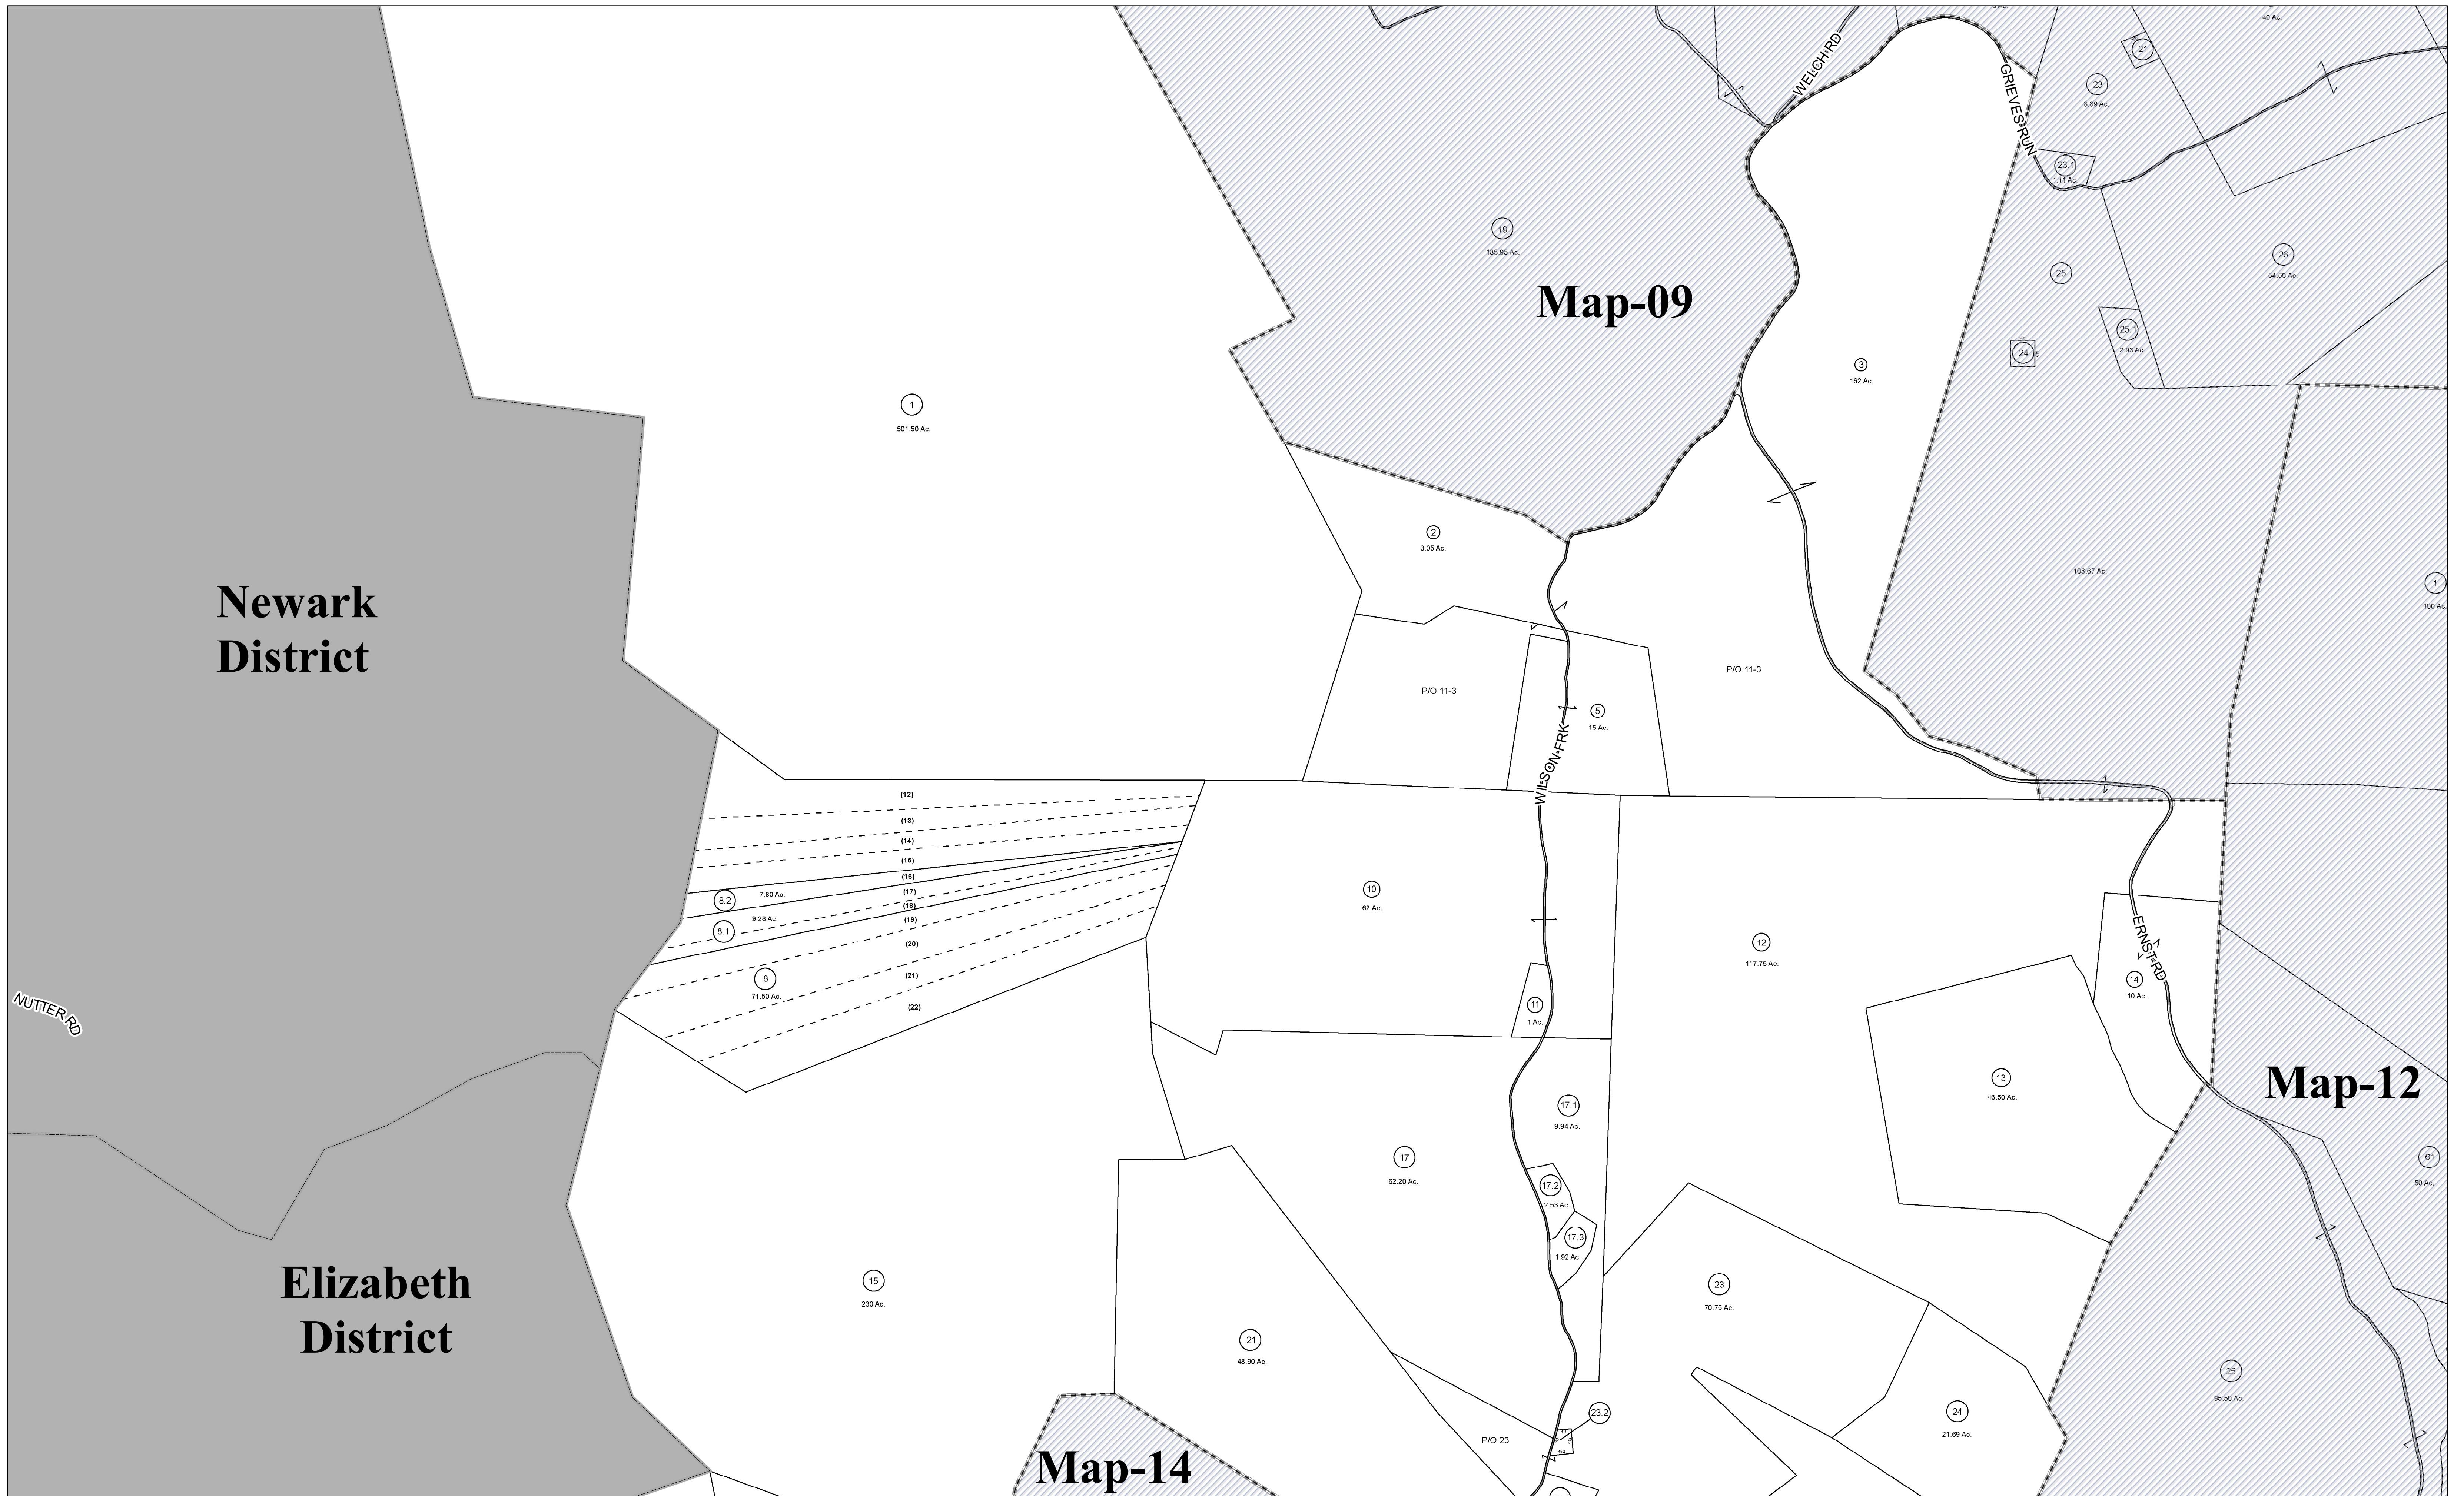 40 Ac.
21
WELCH RD
GRIEVES RUN
23
8.89 Ac.
23.1
1.11 Ac.
19
185.95 Ac.
26
54.50 Ac.
25
Map-09
25.1
2.93 Ac.
24
3
162 Ac.
1
501.50 Ac.
2
3.05 Ac.
108.87 Ac.
1
100 Ac.
Newark
District
P/O 11-3
P/O 11-3
5
15 Ac.
WILSON FRK
(12)
(13)
(14)
(15)
(16)
(17)
(18)
(19)
(20)
(21)
(22)
8.2
7.80 Ac.
8.1
9.28 Ac.
8
71.50 Ac.
10
62 Ac.
12
117.75 Ac.
ERNST RD
14
10 Ac.
11
1 Ac.
NUTTER RD
13
46.50 Ac.
Map-12
17.1
9.94 Ac.
17
62.20 Ac.
17.2
2.53 Ac.
17.3
1.92 Ac.
61
50 Ac.
Elizabeth
District
15
230 Ac.
23
70.75 Ac.
21
48.90 Ac.
25
24
21.69 Ac.
23.2
P/O 23
Map-14